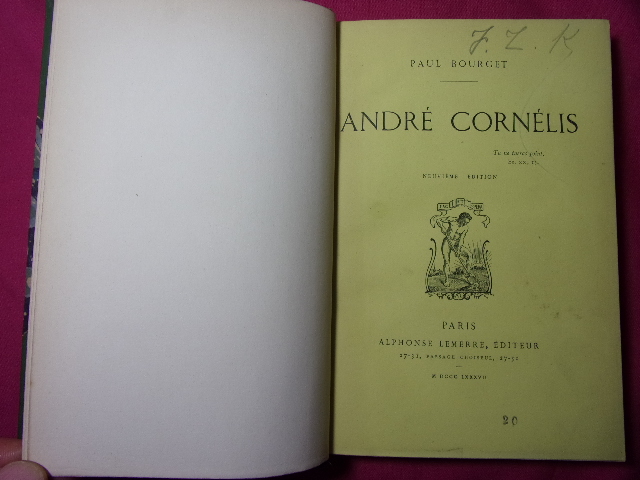 J. Z. K.
PAUL BOURGET
ANDRÉ CORNÉLIS
NEUVIÈME ÉDITION
PARIS
ALPHONSE LEMERRE, ÉDITEUR
27-31, PASSAGE CHOISEUL, 27-31
M DCCC LXXXVII
20